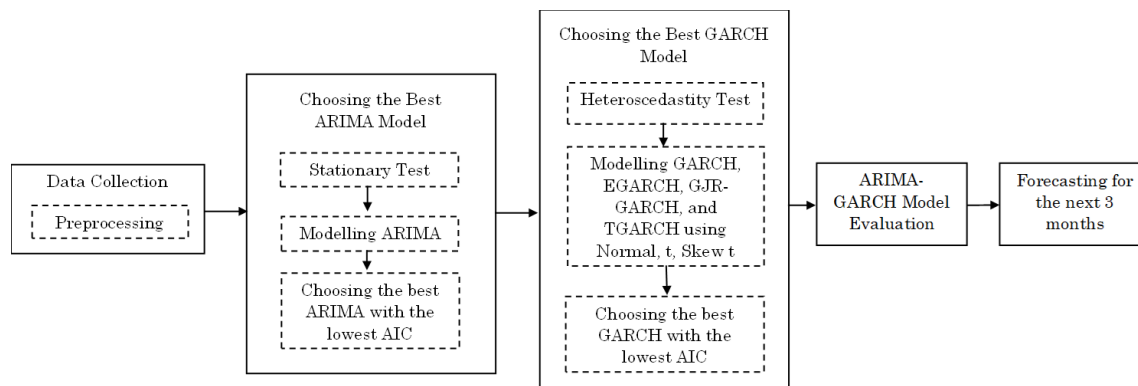 Data Collection
Preprocessing
Choosing the Best
ARIMA Model
Stationary Test
Modelling ARIMA
Choosing the best
ARIMA with the
lowest AIC
Choosing the Best GARCH
Model
Heteroscedastity Test
Modelling GARCH,
EGARCH, GJR-
GARCH, and
TGARCH using
Normal, t, Skew t
Choosing the best
GARCH with the
lowest AIC
ARIMA-
GARCH Model
Evaluation
Forecasting for
the next 3
months